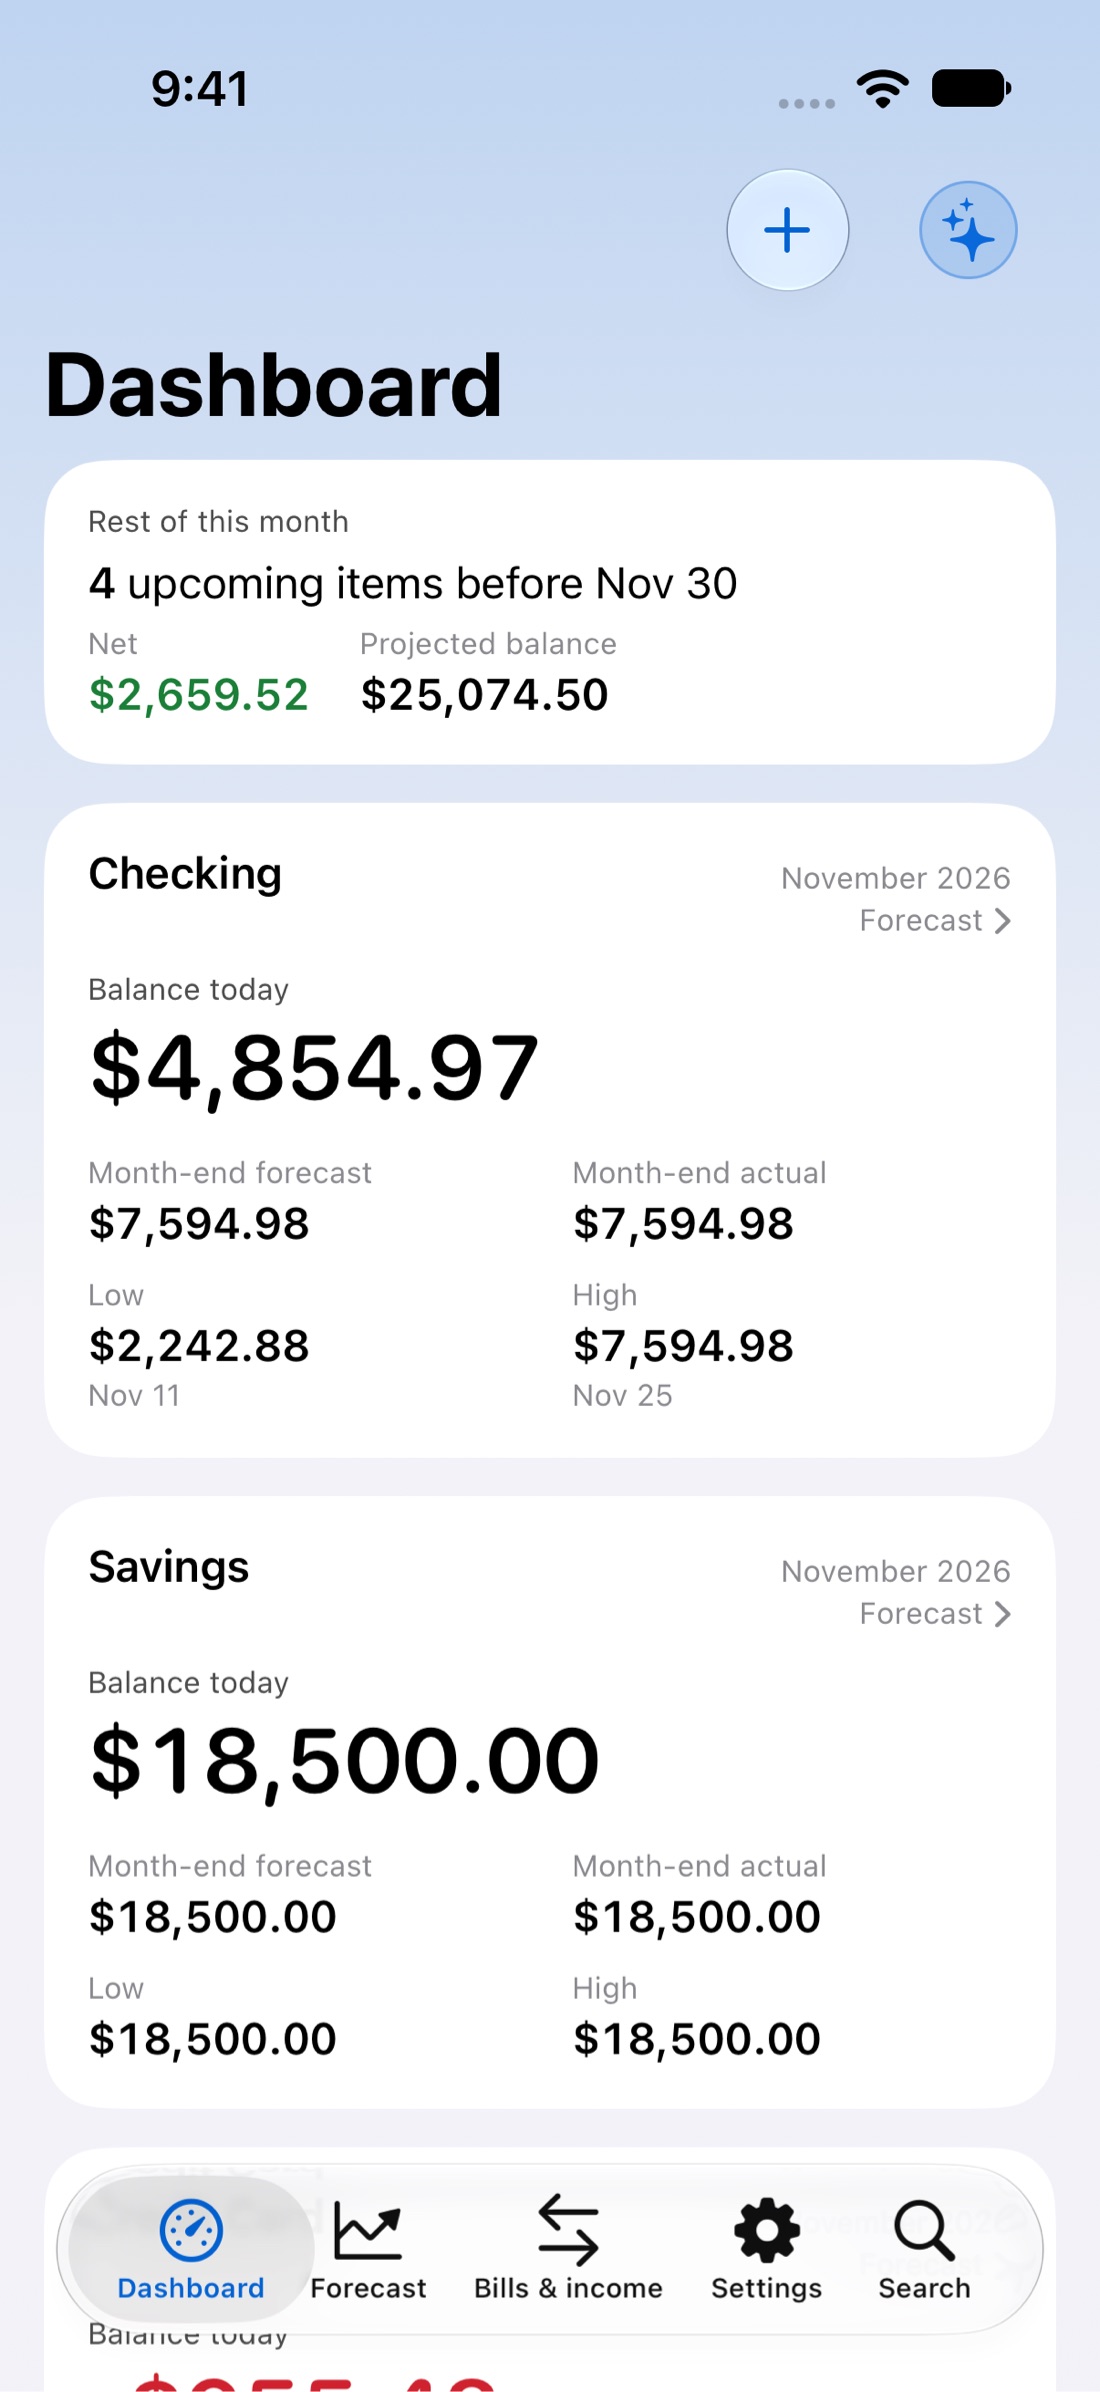 9:41
Dashboard
Rest of this month
4 upcoming items before Nov 30
Net Projected balance
$2,659.52 $25,074.50
Checking
November 2026
Forecast
Balance today
$4,854.97
Month-end forecast Month-end actual
$7,594.98 $7,594.98
Low High
$2,242.88 $7,594.98
Nov 11 Nov 25
Savings
November 2026
Forecast
Balance today
$18,500.00
Month-end forecast Month-end actual
$18,500.00 $18,500.00
Low High
$18,500.00 $18,500.00
Dashboard Forecast Bills & income Settings Search
Balance today